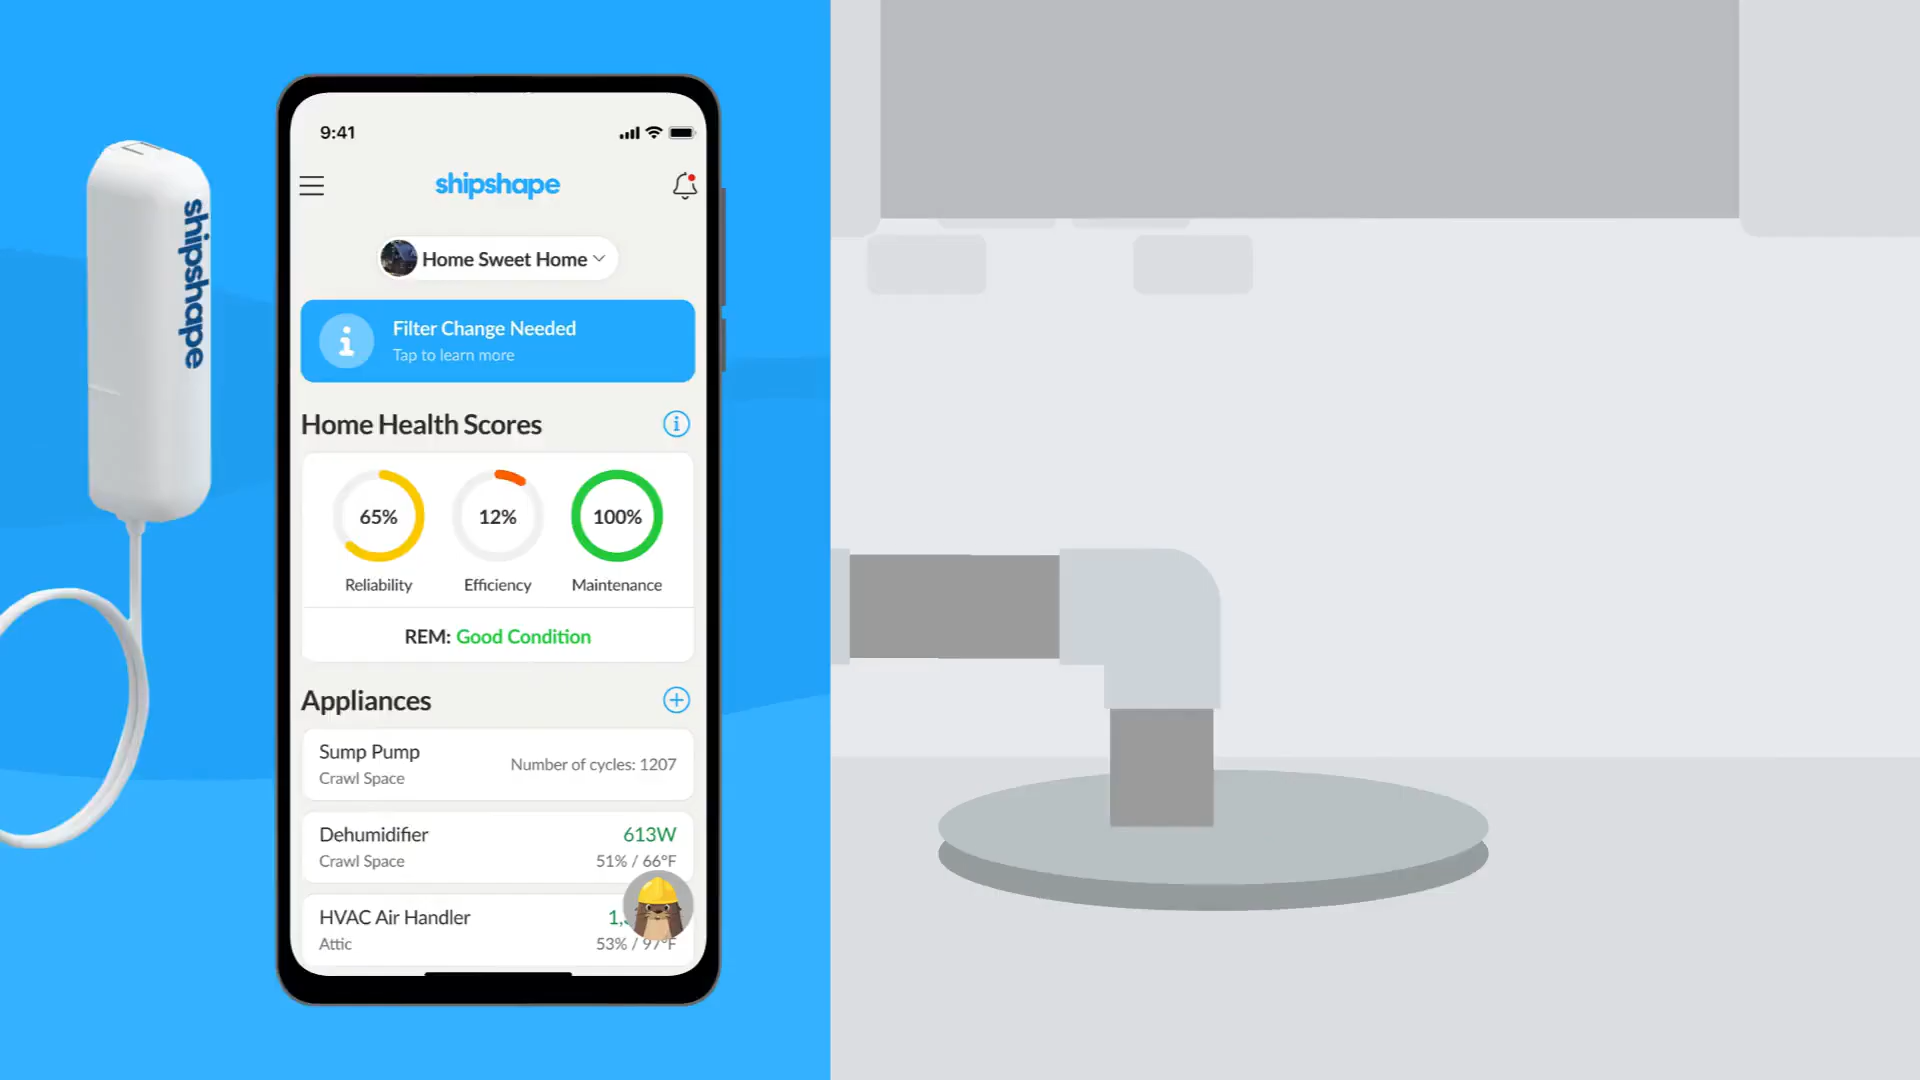 shipshape
9:41
shipshape
Home Sweet Home
Filter Change Needed
Tap to learn more
Home Health Scores
65%
12%
100%
Reliability
Efficiency
Maintenance
REM: Good Condition
Appliances
Sump Pump
Number of cycles: 1207
Crawl Space
Dehumidifier
613W
Crawl Space
51% / 66°F
HVAC Air Handler
Attic
53% / 97°F